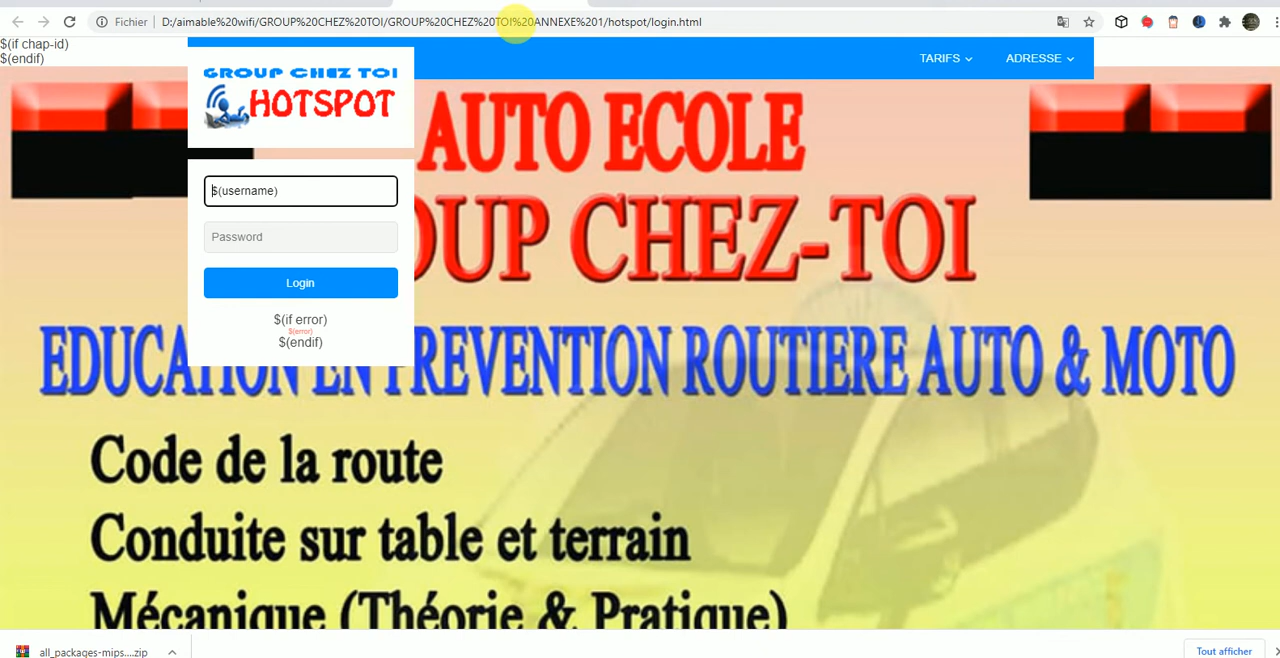 Fichier
D:/aimable%20wifi/GROUP%20CHEZ%20TOI/GROUP%20CHEZ%20TOI%20ANNEXE%201/hotspot/login.html
$(if chap-id)
$(endif)
TARIFS
ADRESSE
GROUP CHEZ TOI
HOTSPOT
$(username)
Password
Login
$(if error)
$(error)
$(endif)
AUTO ECOLE
OUP CHEZ-TOI
EDUCATION EN PREVENTION ROUTIERE AUTO & MOTO
Code de la route
Conduite sur table et terrain
Mécanique (Théorie & Pratique)
all_packages-mips....zip
Tout afficher